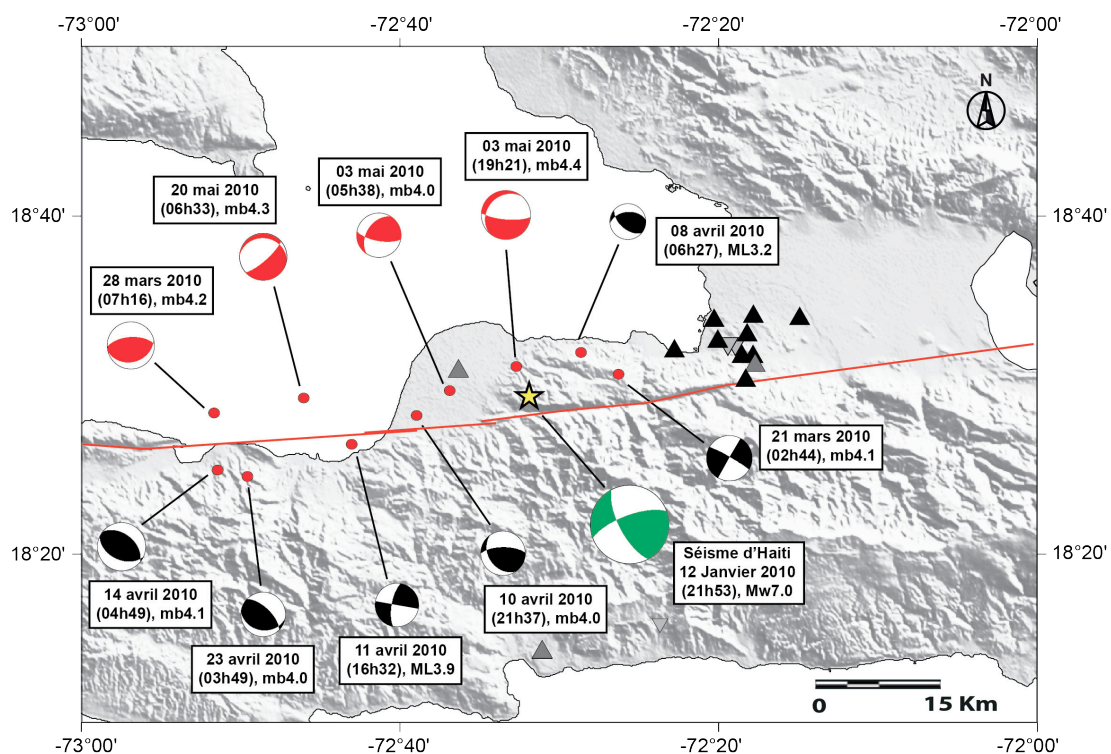 -73°00'
-72°40'
-72°20'
-72°00'
N
03 mai 2010
(19h21), mb4.4
03 mai 2010
(05h38), mb4.0
20 mai 2010
(06h33), mb4.3
18°40'
18°40'
08 avril 2010
(06h27), ML3.2
28 mars 2010
(07h16), mb4.2
21 mars 2010
(02h44), mb4.1
18°20'
18°20'
Séisme d'Haiti
12 Janvier 2010
(21h53), Mw7.0
14 avril 2010
(04h49), mb4.1
10 avril 2010
(21h37), mb4.0
23 avril 2010
(03h49), mb4.0
11 avril 2010
(16h32), ML3.9
0
15 Km
-73°00'
-72°40'
-72°20'
-72°00'